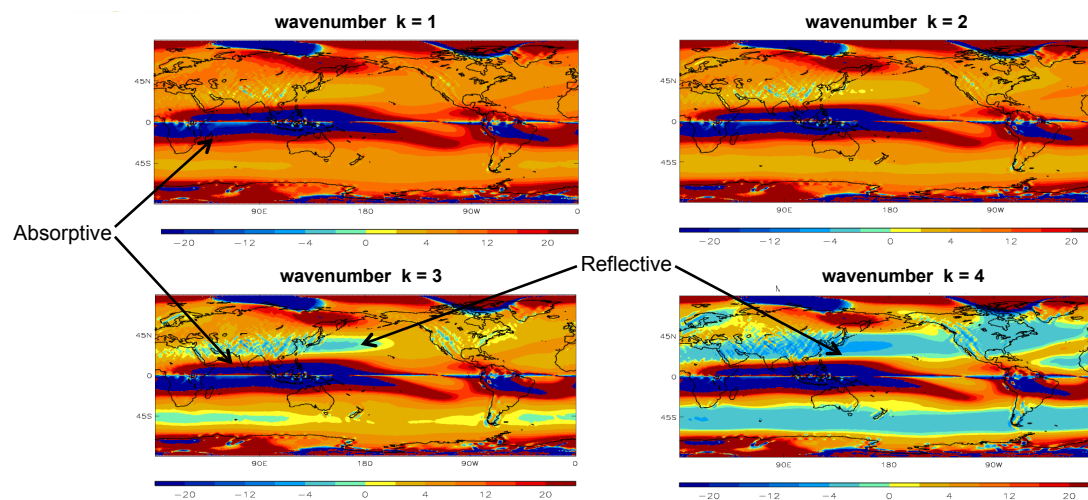 wavenumber k = 1
wavenumber k = 2
45N
0
45S
90E
180
90W
0
−20
−12
−4
0
4
12
20
45N
0
45S
90E
180
90W
−20
−12
−4
0
4
12
20
Absorptive
Reflective
wavenumber k = 3
wavenumber k = 4
45N
0
45S
90E
180
90W
0
−20
−12
−4
0
4
12
20
45N
0
45S
90E
180
90W
−20
−12
−4
0
4
12
20